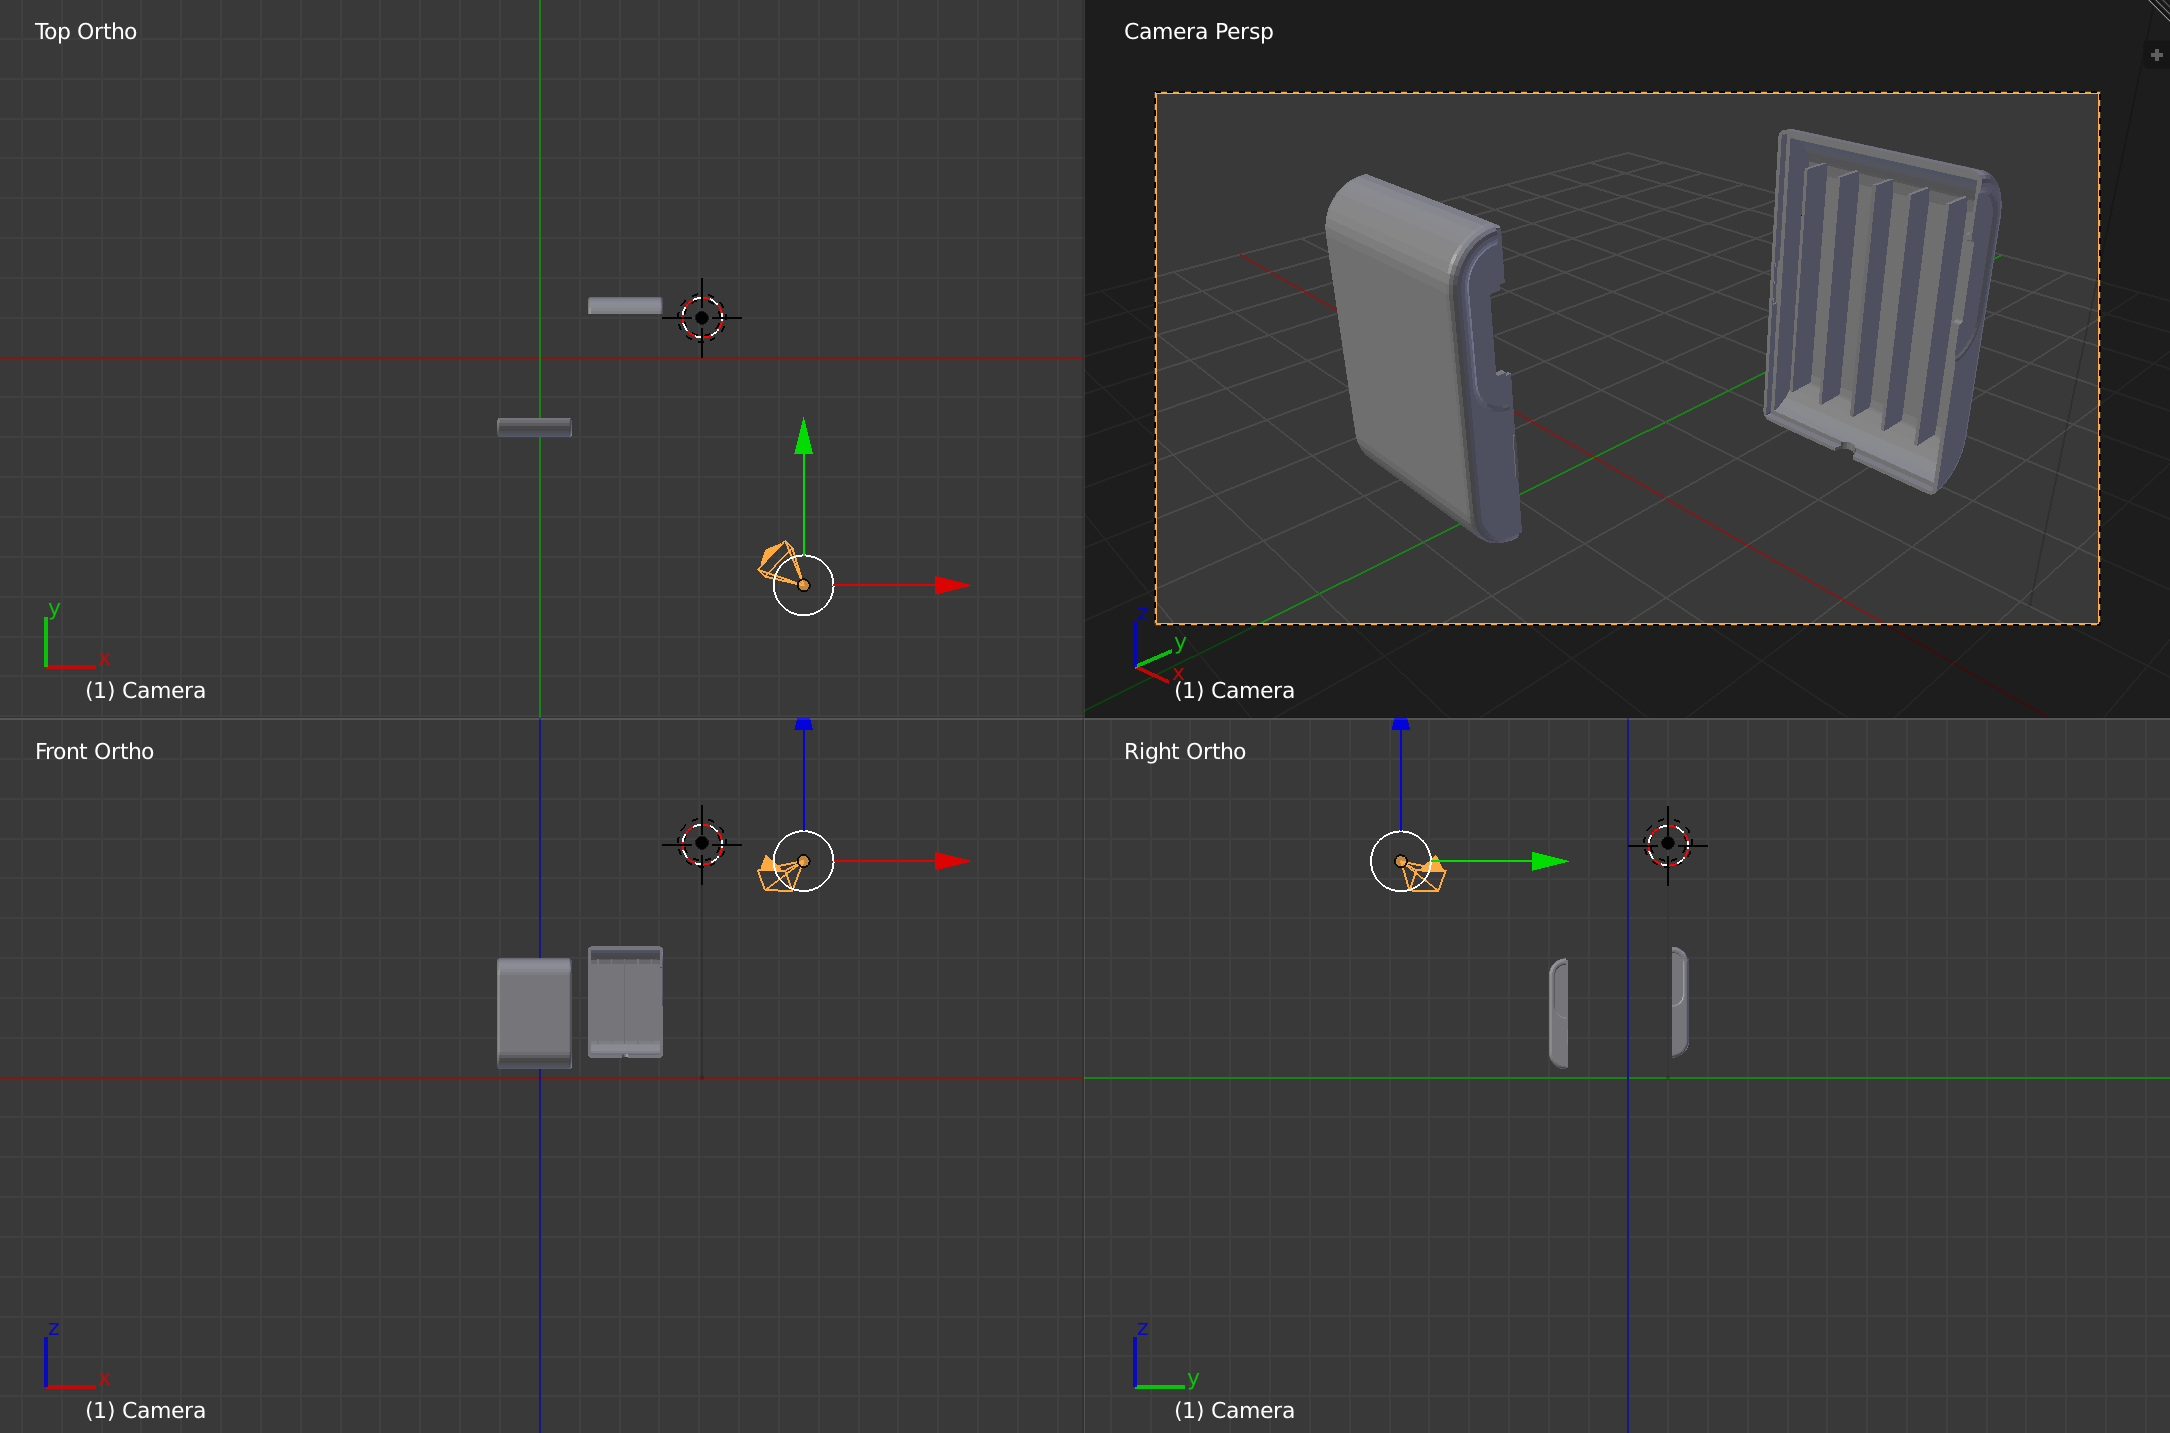 Top Ortho
y
x
(1) Camera
Camera Persp
z
y
x
(1) Camera
Front Ortho
z
x
(1) Camera
Right Ortho
z
y
(1) Camera